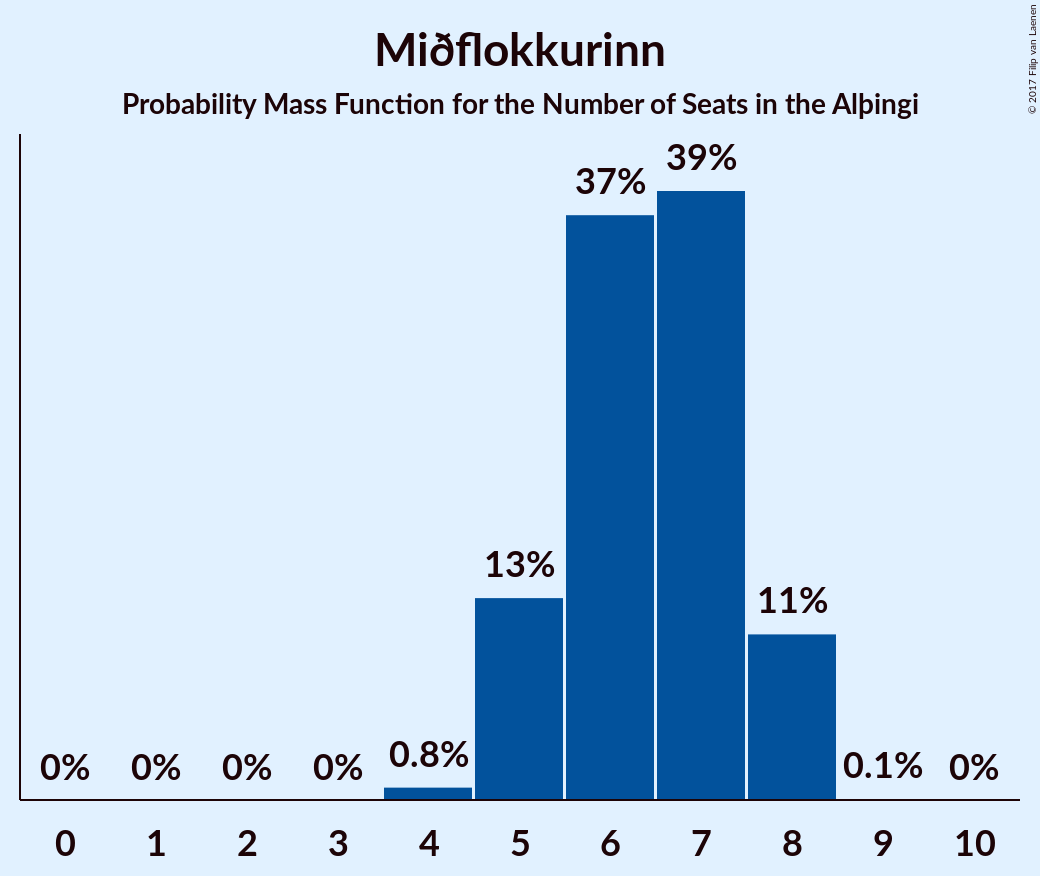 Miðflokkurinn
Probability Mass Function for the Number of Seats in the Alþingi
© 2017 Filip van Laenen
39%
37%
13%
11%
0% 0% 0% 0% 0.8% 0.1% 0%
0 1 2 3 4 5 6 7 8 9 10